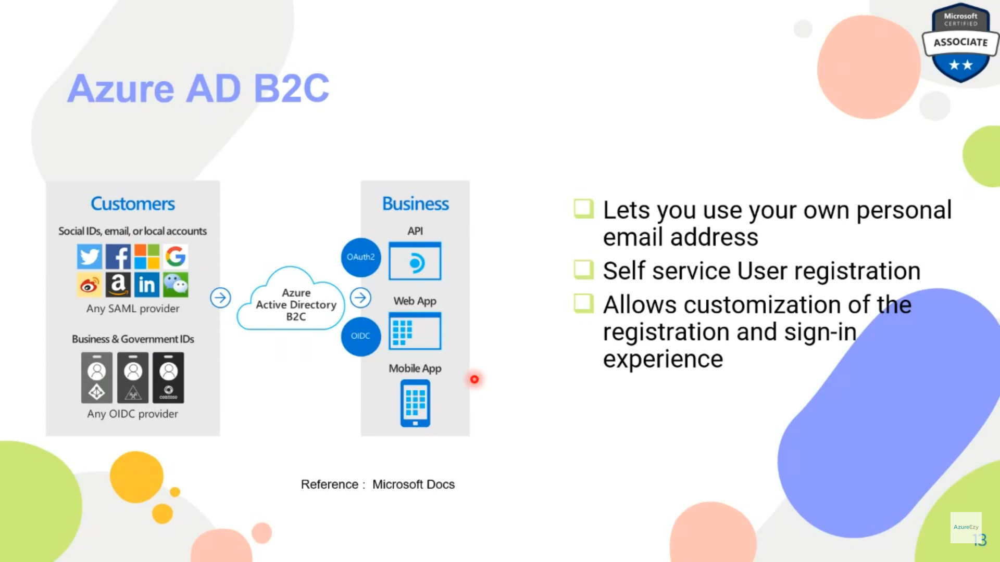 Microsoft
CERTIFIED
ASSOCIATE
Azure AD B2C
Customers
Social IDs, email, or local accounts
a
in
Any SAML provider
Business & Government IDs
contoso
Any OIDC provider
Azure
Active Directory
B2C
OAuth2
OIDC
Business
API
Web App
Mobile App
Lets you use your own personal
email address
Self service User registration
Allows customization of the
registration and sign-in
experience
Reference : Microsoft Docs
AzureEzy
13